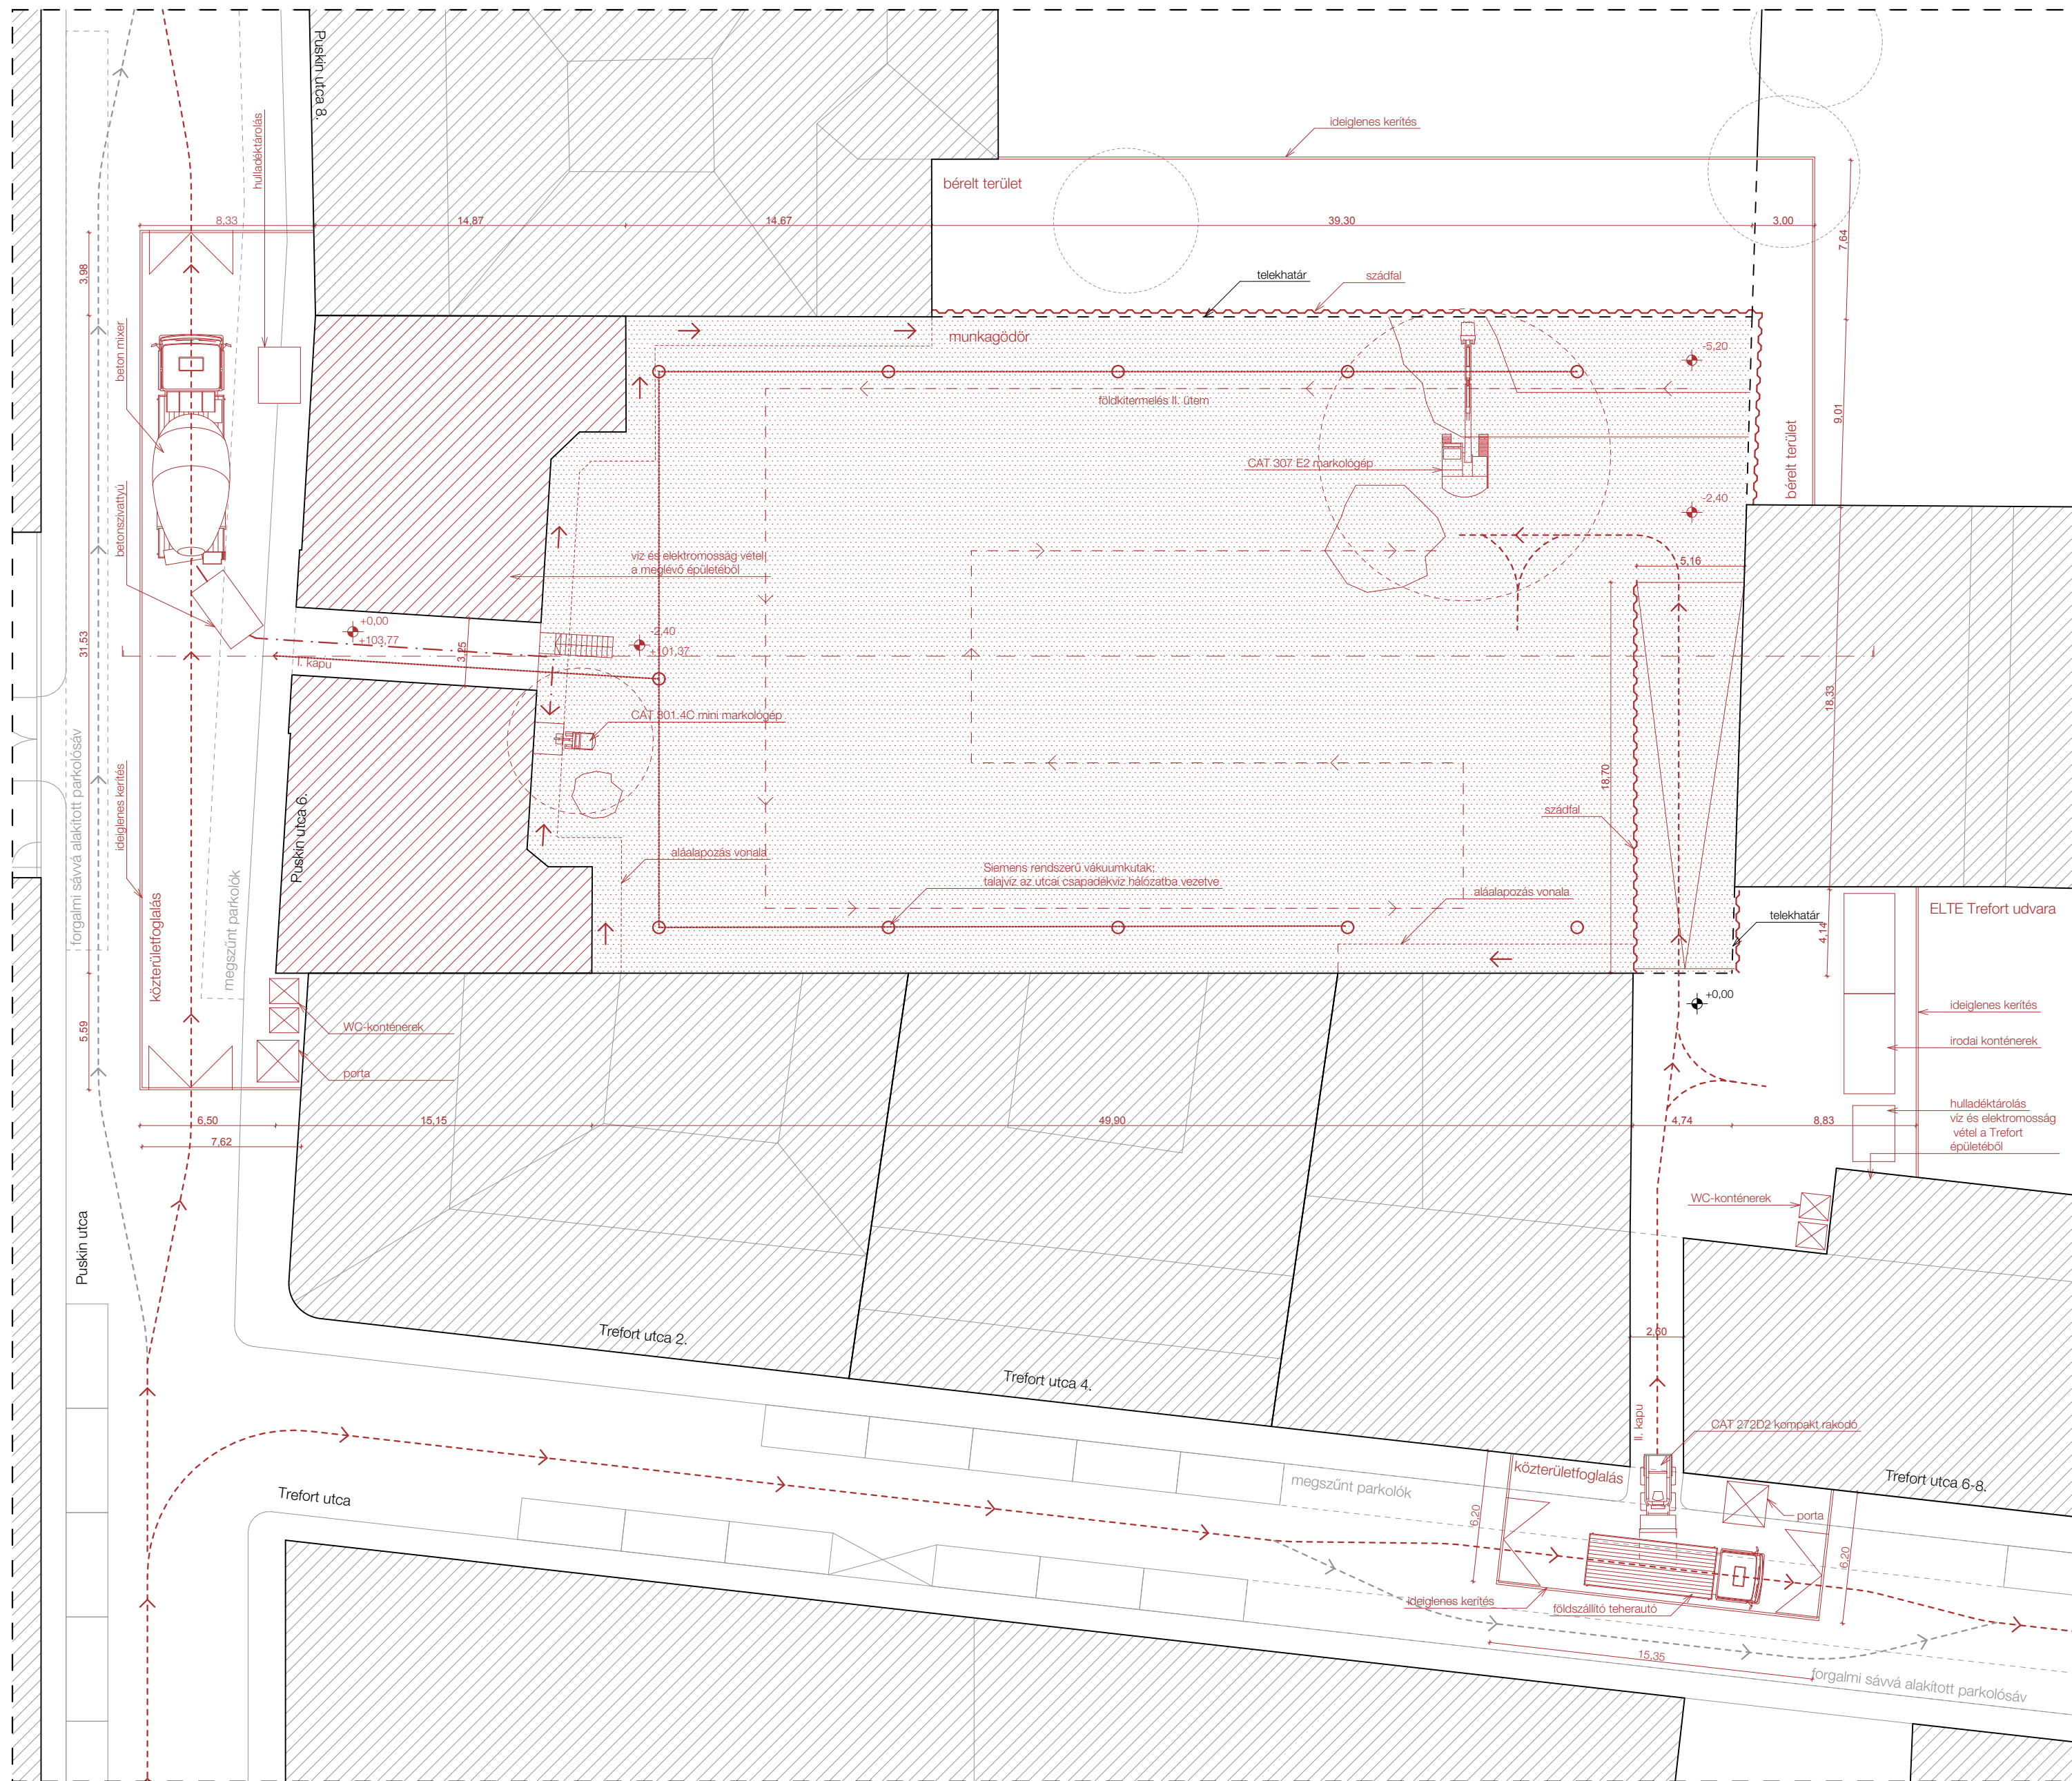 Puskin utca 8.
hulladéktárolás
ideiglenes kerítés
bérelt terület
8,33
14,87
14,67
39,30
3,00
7,64
3,98
telekhatár
szádfal
munkagödör
-5,20
beton mixer
földkitermelés II. ütem
9,01
bérelt terület
CAT 307 E2 markológép
betonszivattyú
-2,40
víz és elektromosság vétel
a meglévő épületéből
5,16
+0,00
+103,77
-2,40
+101,37
3,25
I. kapu
31,53
18,33
CAT 301.4C mini markológép
forgalmi sávvá alakított parkolósáv
ideiglenes kerítés
18,70
szádfal
Puskin utca 6.
aláalapozás vonala
Siemens rendszerű vákuumkutak;
talajvíz az utcai csapadékvíz hálózatba vezetve
aláalapozás vonala
megszűnt parkolók
közterületfoglalás
telekhatár
ELTE Trefort udvara
4,14
+0,00
ideiglenes kerítés
WC-konténerek
5,59
irodai konténerek
porta
hulladéktárolás
víz és elektromosság
vétel a Trefort
épületéből
6,50
15,15
49,90
4,74
8,83
7,62
WC-konténerek
Puskin utca
Trefort utca 2.
2,60
Trefort utca 4.
II. kapu
CAT 272D2 kompakt rakodó
közterületfoglalás
megszűnt parkolók
Trefort utca 6-8.
Trefort utca
6,20
porta
6,20
ideiglenes kerítés
földszállító teherautó
15,35
forgalmi sávvá alakított parkolósáv